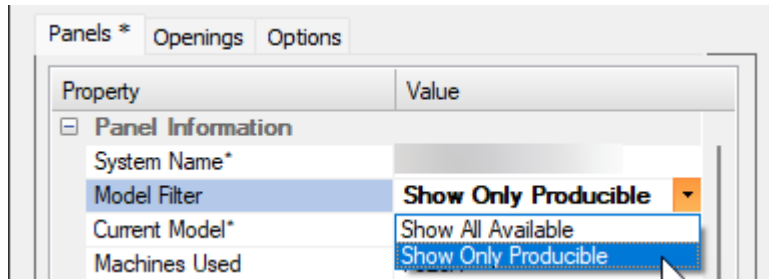 Panels * Openings Options
Property Value
Panel Information
System Name*
Model Filter Show Only Producible
Current Model* Show All Available
Machines Used Show Only Producible